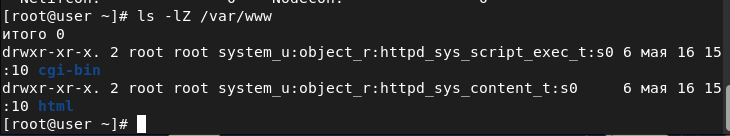 [root@user ~]# ls -lZ /var/www
итого 0
drwxr-xr-x. 2 root root system_u:object_r:httpd_sys_script_exec_t:s0 6 мая 16 15
:10 cgi-bin
drwxr-xr-x. 2 root root system_u:object_r:httpd_sys_content_t:s0     6 мая 16 15
:10 html
[root@user ~]#